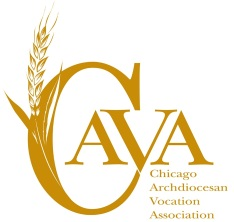 CAVA
Chicago
Archdiocesan
Vocation
Association